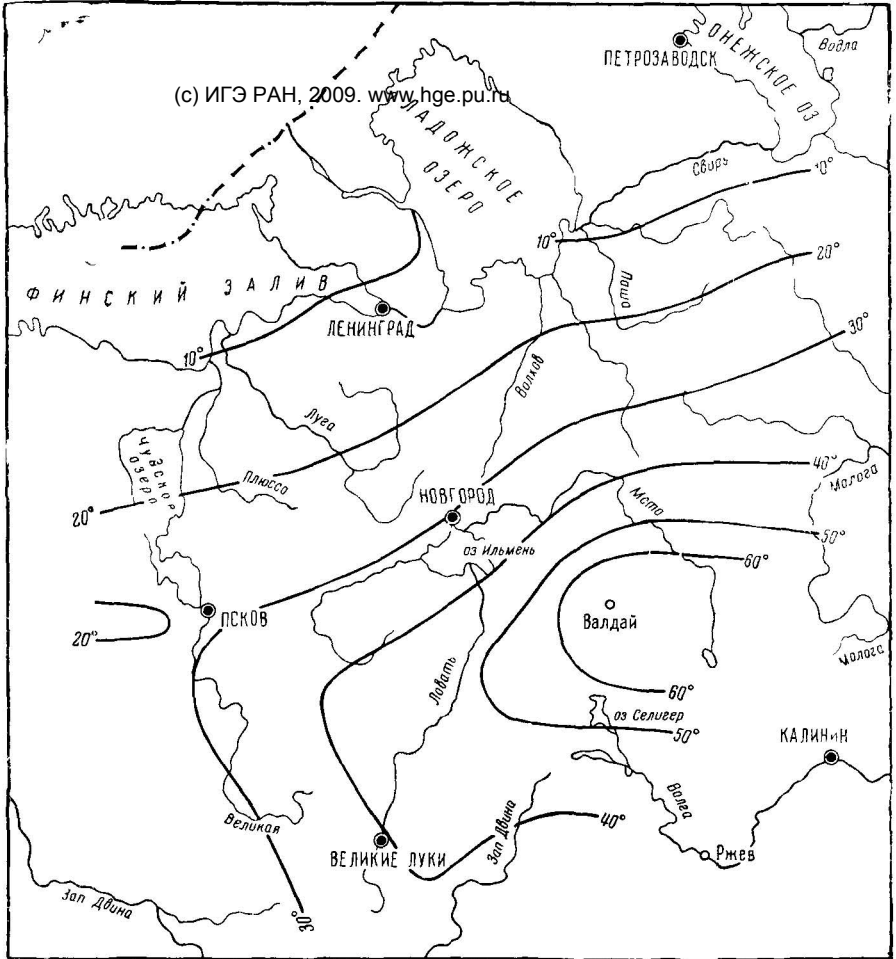 ПЕТРОЗАВОДСК
ОНЕЖСКОЕ ОЗ
Водла
(с) ИГЭ РАН, 2009. www.hge.pu.ru
ЛАДОЖСКОЕ
ОЗЕРО
Свирь
10°
10°
ФИНСКИЙ ЗАЛИВ
Паша
20°
ЛЕНИНГРАД
10°
Волхов
30°
Луга
ЧУДСКОЕ
ОЗЕРО
Плюсса
20°
НОВГОРОД
Мста
40°
Молога
оз Ильмень
50°
60°
20°
ПСКОВ
Валдай
Молога
Ловать
60°
оз Селигер
50°
КАЛИНИН
Великая
ВЕЛИКИЕ ЛУКИ
Зап Двина
40°
Волга
Ржев
Зап Двина
30°